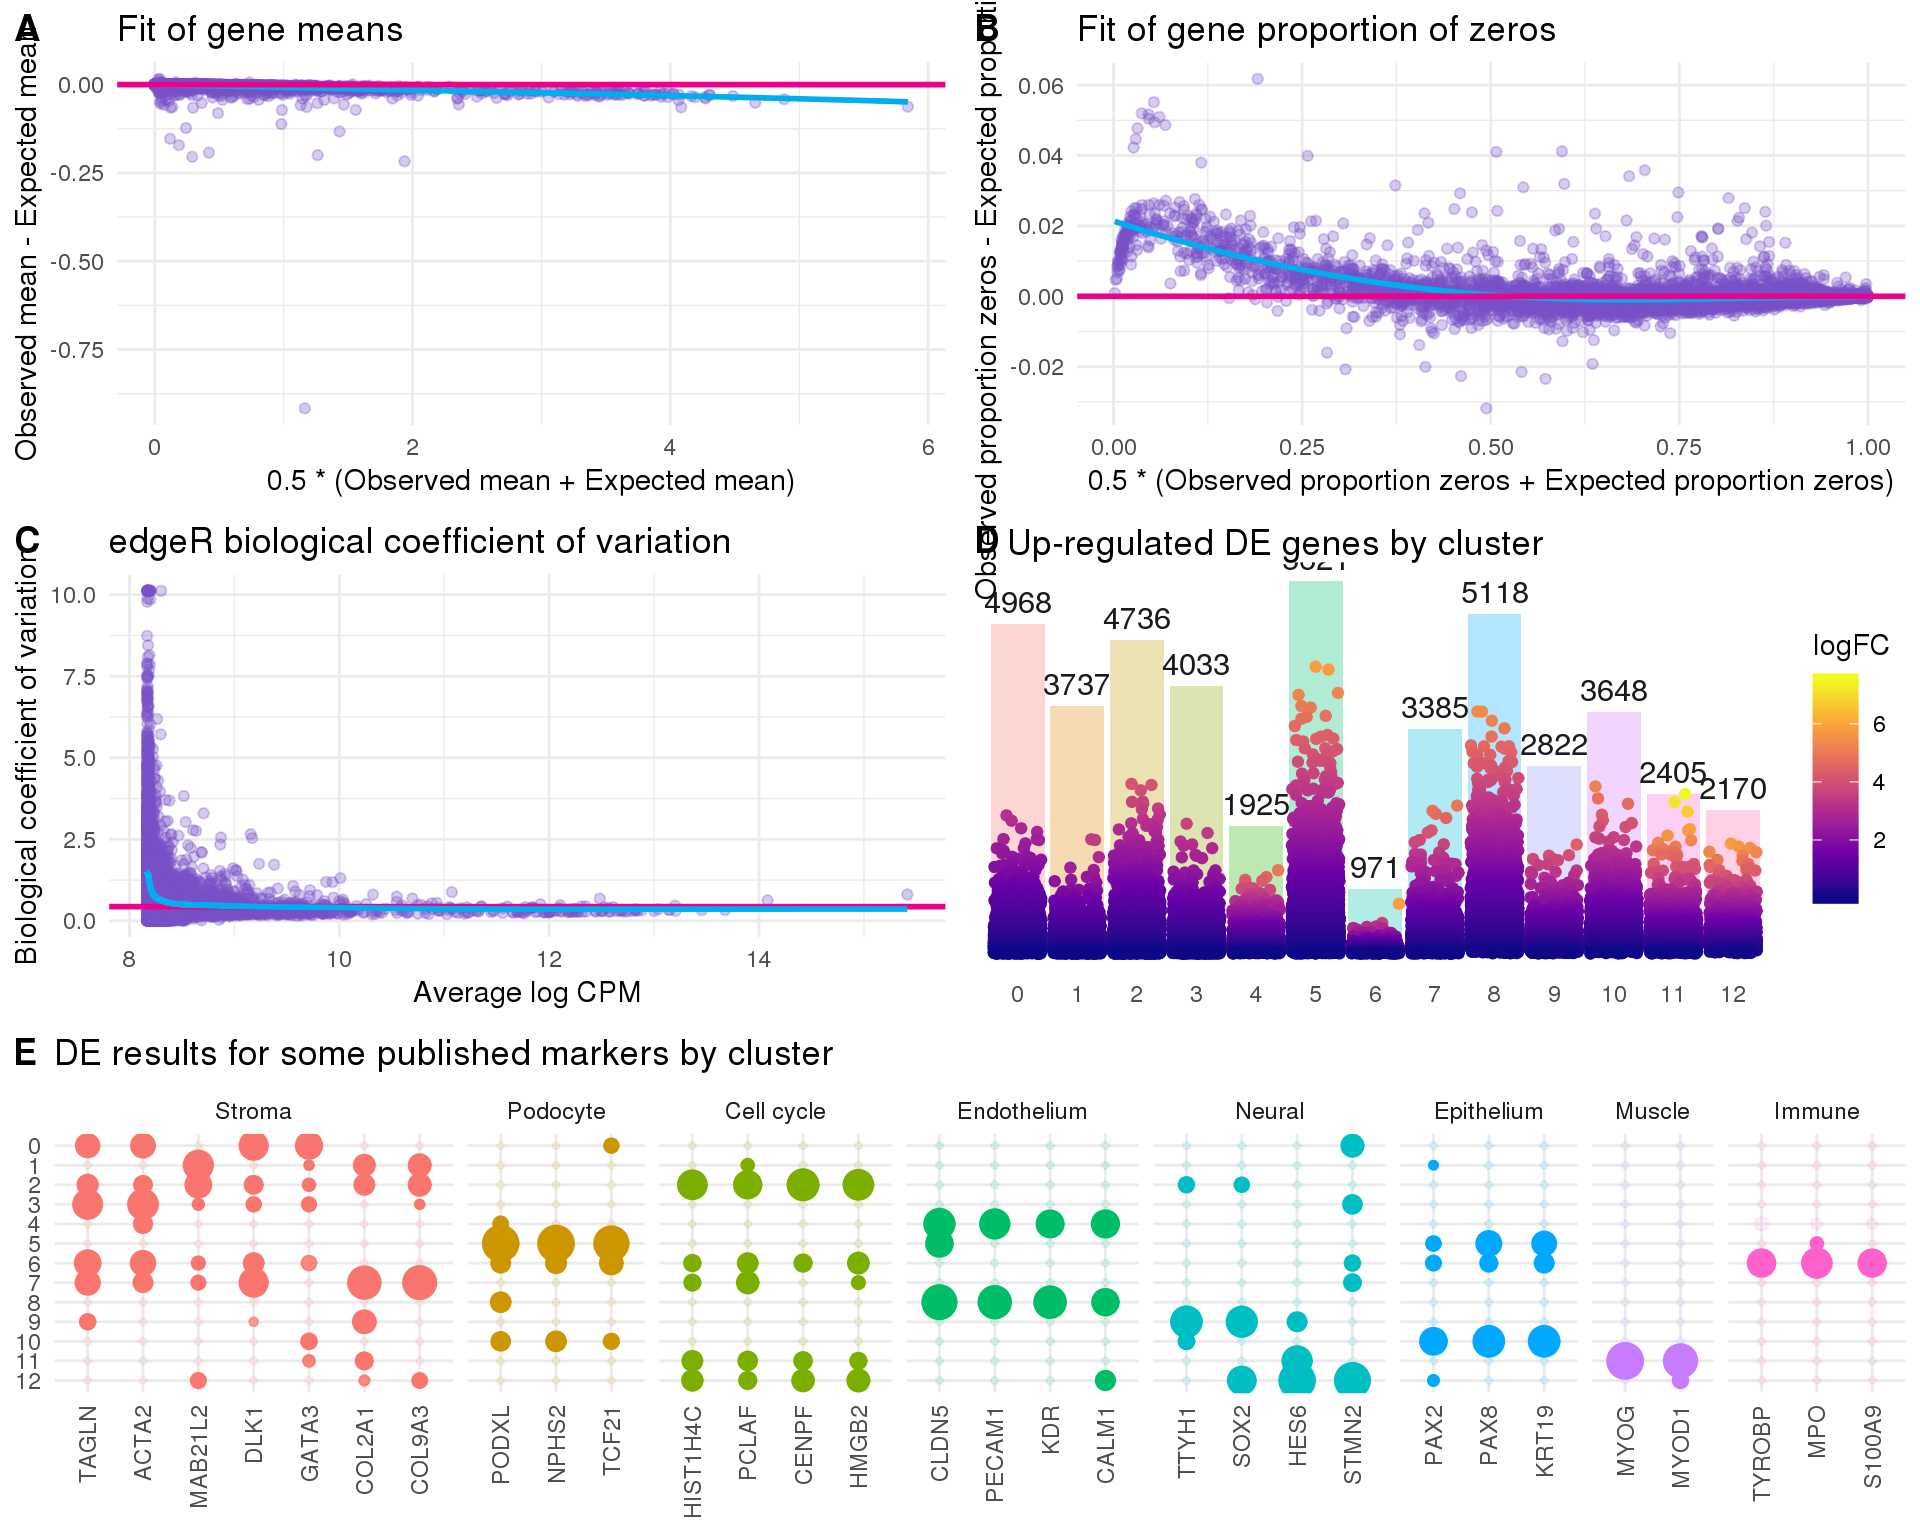 A Fit of gene means
Observed mean - Expected mean
0.00
-0.25
-0.50
-0.75
0 2 4 6
0.5 * (Observed mean + Expected mean)
B Fit of gene proportion of zeros
Observed proportion zeros - Expected
0.06
0.04
0.02
0.00
-0.02
0.00 0.25 0.50 0.75 1.00
0.5 * (Observed proportion zeros + Expected proportion zeros)
C edgeR biological coefficient of variation
Biological coefficient of variation
10.0
7.5
5.0
2.5
0.0
8 10 12 14
Average log CPM
D Up-regulated DE genes by cluster
4968 3737 4736 4033 1925 971 3385 5118 2822 3648 2405 2170
0 1 2 3 4 5 6 7 8 9 10 11 12
logFC
6
4
2
E DE results for some published markers by cluster
Stroma Podocyte Cell cycle Endothelium Neural Epithelium Muscle Immune
0
1
2
3
4
5
6
7
8
9
10
11
12
TAGLN ACTA2 MAB21L2 DLK1 GATA3 COL2A1 COL9A3 PODXL NPHS2 TCF21 HIST1H4C PCLAF CENPF HMGB2 CLDN5 PECAM1 KDR CALM1 TTYH1 SOX2 HES6 STMN2 PAX2 PAX8 KRT19 MYOG MYOD1 TYROBP MPO S100A9